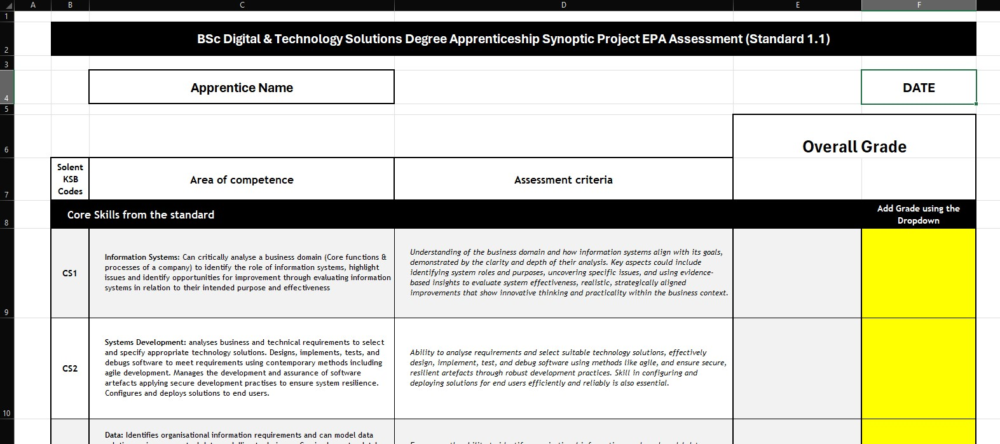 A B C D E F
1
BSc Digital & Technology Solutions Degree Apprenticeship Synoptic Project EPA Assessment (Standard 1.1)
2
3
Apprentice Name
DATE
4
5
Overall Grade
6
Solent
KSB
Codes
Area of competence
Assessment criteria
7
Core Skills from the standard
Add Grade using the
Dropdown
8
CS1
Information Systems: Can critically analyse a business domain (Core functions &
processes of a company) to identify the role of information systems, highlight
issues and identify opportunities for improvement through evaluating information
systems in relation to their intended purpose and effectiveness
Understanding of the business domain and how information systems align with its goals,
demonstrated by the clarity and depth of their analysis. Key aspects could include
identifying system roles and purposes, uncovering specific issues, and using evidence-
based insights to evaluate system effectiveness, realistic, strategically aligned
improvements that show innovative thinking and practicality within the business context.
9
CS2
Systems Development: analyses business and technical requirements to select
and specify appropriate technology solutions. Designs, implements, tests, and
debugs software to meet requirements using contemporary methods including
agile development. Manages the development and assurance of software
artefacts applying secure development practises to ensure system resilience.
Configures and deploys solutions to end users.
Ability to analyse requirements and select suitable technology solutions, effectively
design, implement, test, and debug software using methods like agile, and ensure secure,
resilient artefacts through robust development practices. Skill in configuring and
deploying solutions for end users efficiently and reliably is also essential.
10
Data: Identifies organisational information requirements and can model data